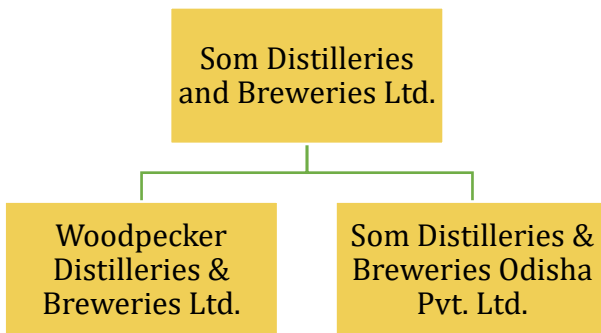 Som Distilleries
and Breweries Ltd.
Woodpecker
Distilleries &
Breweries Ltd.
Som Distilleries &
Breweries Odisha
Pvt. Ltd.